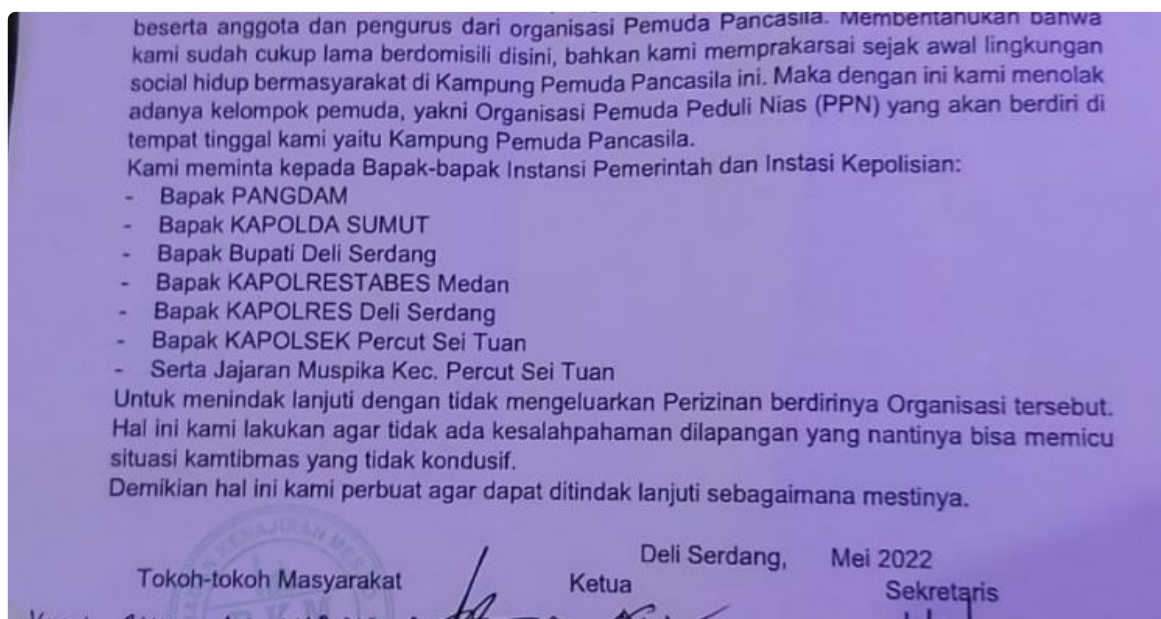 beserta anggota dan pengurus dari organisasi Pemuda Pancasila. Memberitahukan bahwa
kami sudah cukup lama berdomisili disini, bahkan kami memprakarsai sejak awal lingkungan
social hidup bermasyarakat di Kampung Pemuda Pancasila ini. Maka dengan ini kami menolak
adanya kelompok pemuda, yakni Organisasi Pemuda Peduli Nias (PPN) yang akan berdiri di
tempat tinggal kami yaitu Kampung Pemuda Pancasila.
Kami meminta kepada Bapak-bapak Instansi Pemerintah dan Instasi Kepolisian:
- Bapak PANGDAM
- Bapak KAPOLDA SUMUT
- Bapak Bupati Deli Serdang
- Bapak KAPOLRESTABES Medan
- Bapak KAPOLRES Deli Serdang
- Bapak KAPOLSEK Percut Sei Tuan
- Serta Jajaran Muspika Kec. Percut Sei Tuan
Untuk menindak lanjuti dengan tidak mengeluarkan Perizinan berdirinya Organisasi tersebut.
Hal ini kami lakukan agar tidak ada kesalahpahaman dilapangan yang nantinya bisa memicu
situasi kamtibmas yang tidak kondusif.
Demikian hal ini kami perbuat agar dapat ditindak lanjuti sebagaimana mestinya.
Deli Serdang, Mei 2022
Tokoh-tokoh Masyarakat Ketua Sekretaris